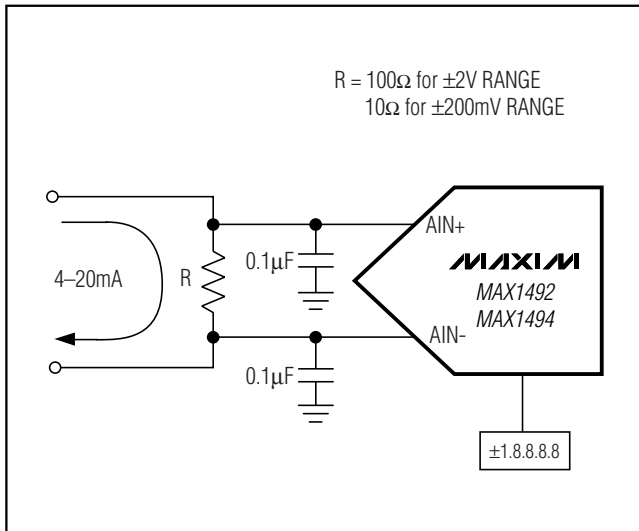 R = 100Ω for ±2V RANGE
10Ω for ±200mV RANGE
AIN+
0.1µF
MAXIM
4–20mA
R
MAX1492
MAX1494
AIN-
0.1µF
±1.8.8.8.8